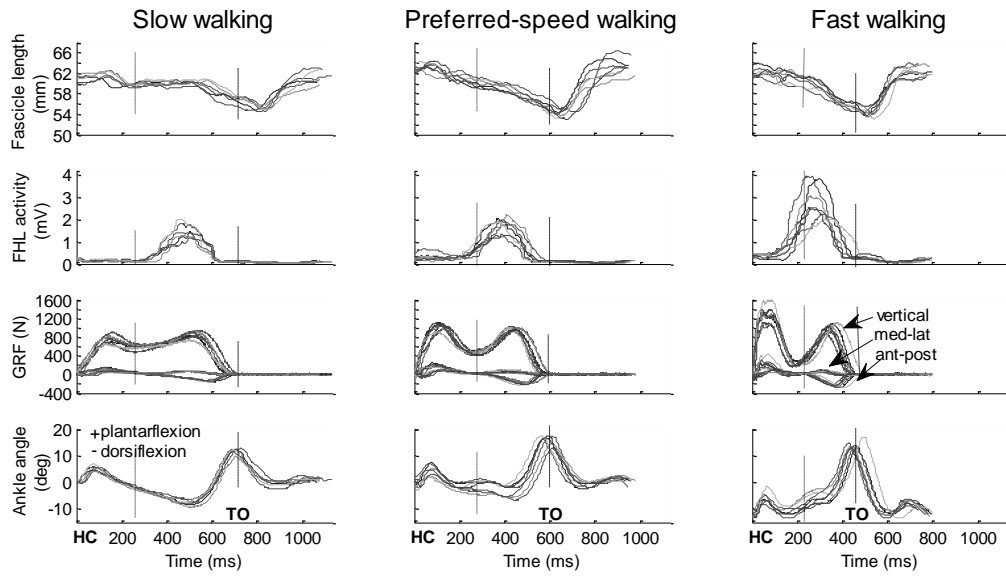 Slow walking
Preferred-speed walking
Fast walking
Fascicle length
(mm)
66
62
58
54
50
FHL activity
(mV)
4
3
2
1
0
GRF (N)
1600
1200
800
400
0
-400
vertical
med-lat
ant-post
Ankle angle
(deg)
20
10
0
-10
+plantarflexion
- dorsiflexion
TO
TO
TO
HC 200 400 600 800 1000
HC 200 400 600 800 1000
HC 200 400 600 800 1000
Time (ms)
Time (ms)
Time (ms)